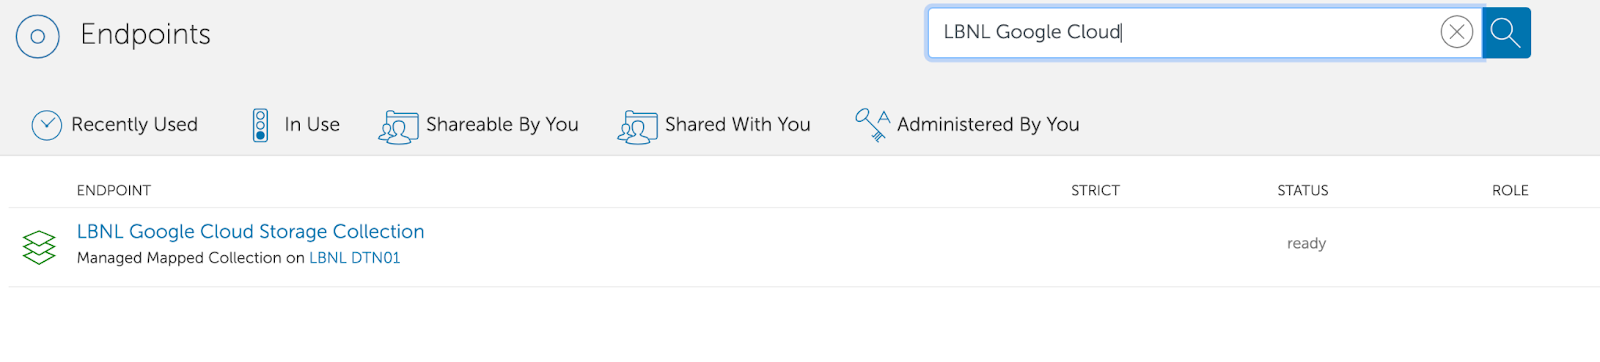 Endpoints
LBNL Google Cloud
Recently Used
In Use
Shareable By You
Shared With You
A
Administered By You
ENDPOINT STRICT STATUS ROLE
LBNL Google Cloud Storage Collection
Managed Mapped Collection on LBNL DTN01
ready